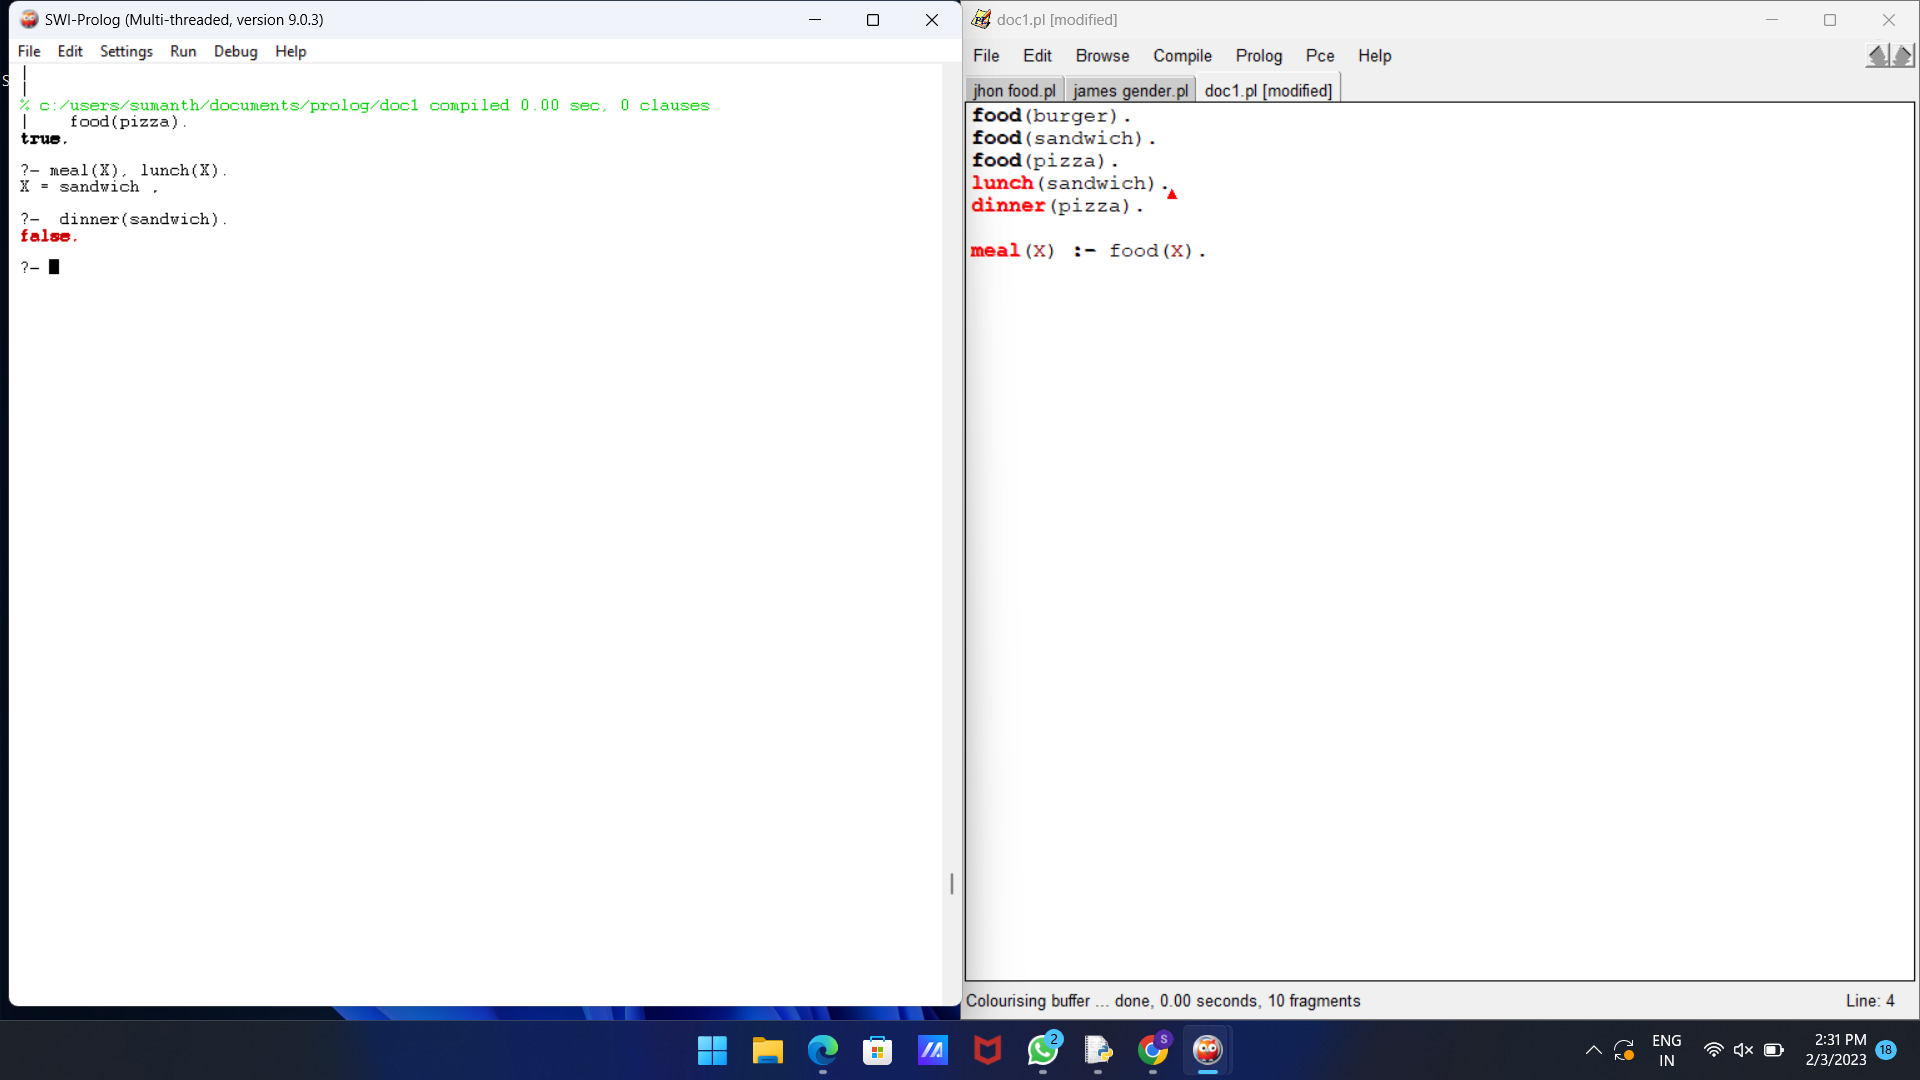 SWI-Prolog (Multi-threaded, version 9.0.3)
File Edit Settings Run Debug Help
|
|
% c:/users/sumanth/documents/prolog/doc1 compiled 0.00 sec, 0 clauses
|    food(pizza).
true.
?- meal(X), lunch(X).
X = sandwich ,
?-  dinner(sandwich).
false.
?-
doc1.pl [modified]
File Edit Browse Compile Prolog Pce Help
jhon food.pl james gender.pl doc1.pl [modified]
food(burger).
food(sandwich).
food(pizza).
lunch(sandwich).
dinner(pizza).
meal(X) :- food(X).
Colourising buffer ... done, 0.00 seconds, 10 fragments Line: 4
S
2
S
ENG
IN
2:31 PM
2/3/2023
18